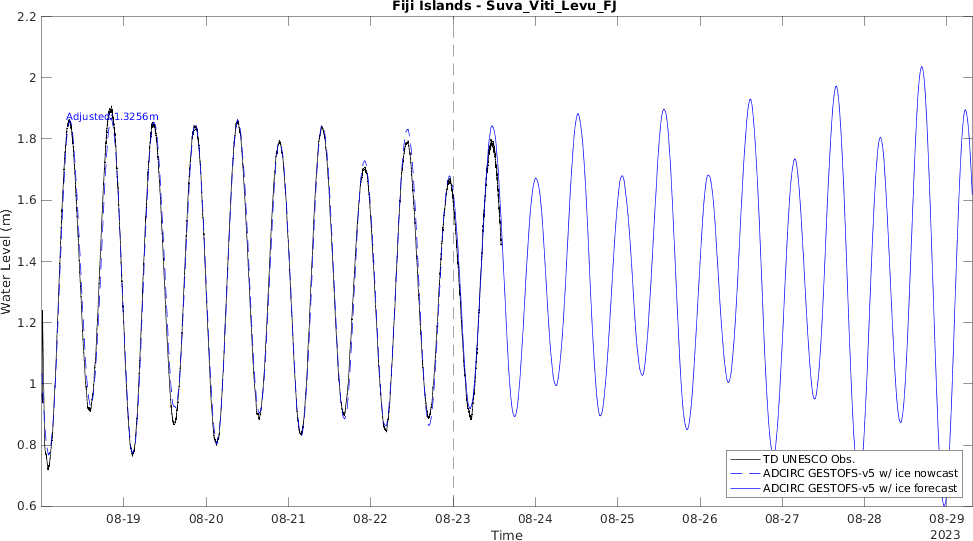 Fiji Islands - Suva_Viti_Levu_FJ
2.2
2
1.8
1.6
1.4
1.2
1
0.8
0.6
Water Level (m)
Adjusted 1.3256m
TD UNESCO Obs.
ADCIRC GESTOFS-v5 w/ ice nowcast
ADCIRC GESTOFS-v5 w/ ice forecast
08-19 08-20 08-21 08-22 08-23 08-24 08-25 08-26 08-27 08-28 08-29
2023
Time